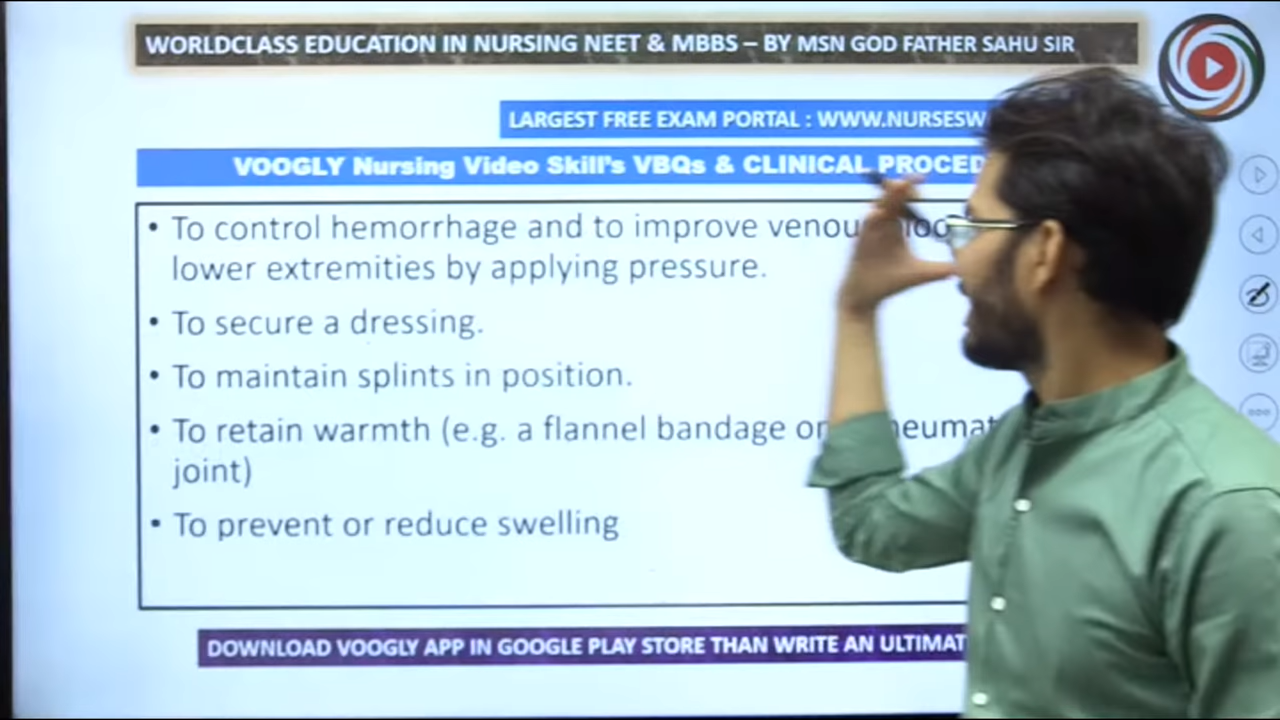 WORLDCLASS EDUCATION IN NURSING NEET & MBBS – BY MSN GOD FATHER SAHU SIR
LARGEST FREE EXAM PORTAL : WWW.NURSESW
VOOGLY Nursing Video Skill's VBQs & CLINICAL PROCED
• To control hemorrhage and to improve venou
lower extremities by applying pressure.
• To secure a dressing.
• To maintain splints in position.
• To retain warmth (e.g. a flannel bandage on
joint)
• To prevent or reduce swelling
DOWNLOAD VOOGLY APP IN GOOGLE PLAY STORE THAN WRITE AN ULTIMAT